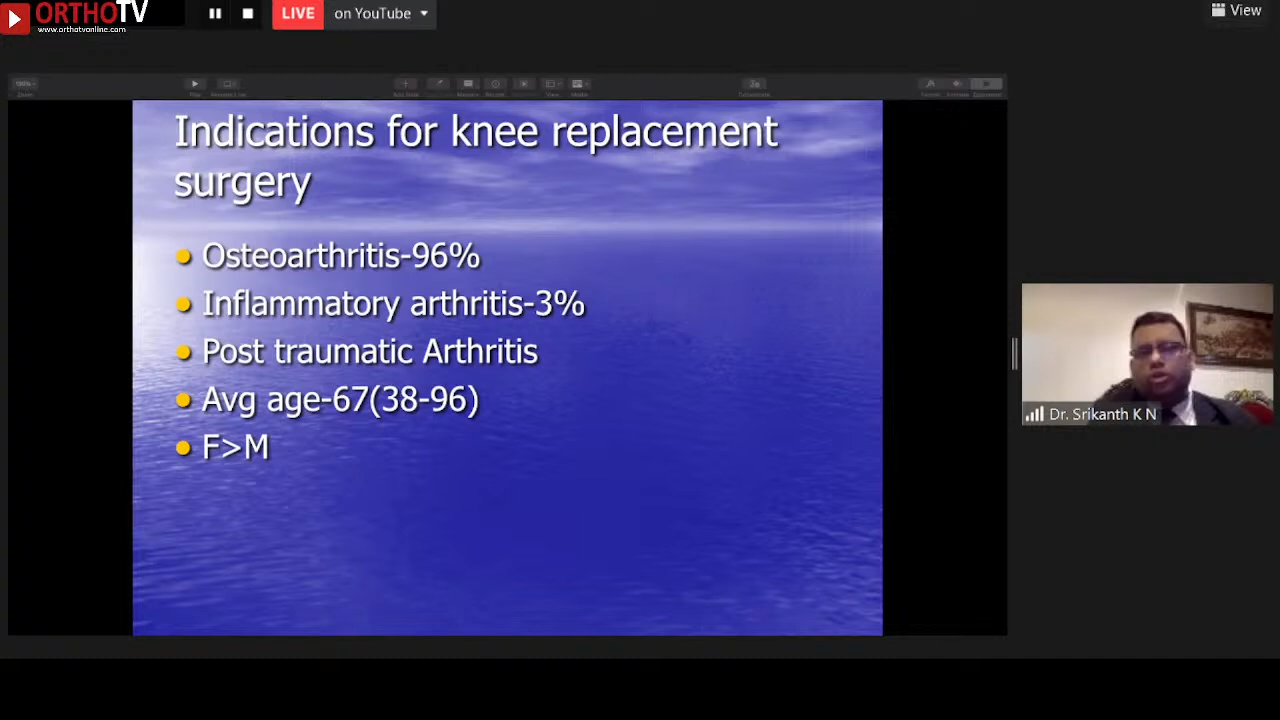 ORTHOTV
www.orthotvonline.com
LIVE
on YouTube
View
Indications for knee replacement
surgery
Osteoarthritis-96%
Inflammatory arthritis-3%
Post traumatic Arthritis
Avg age-67(38-96)
F>M
Dr. Srikanth K N